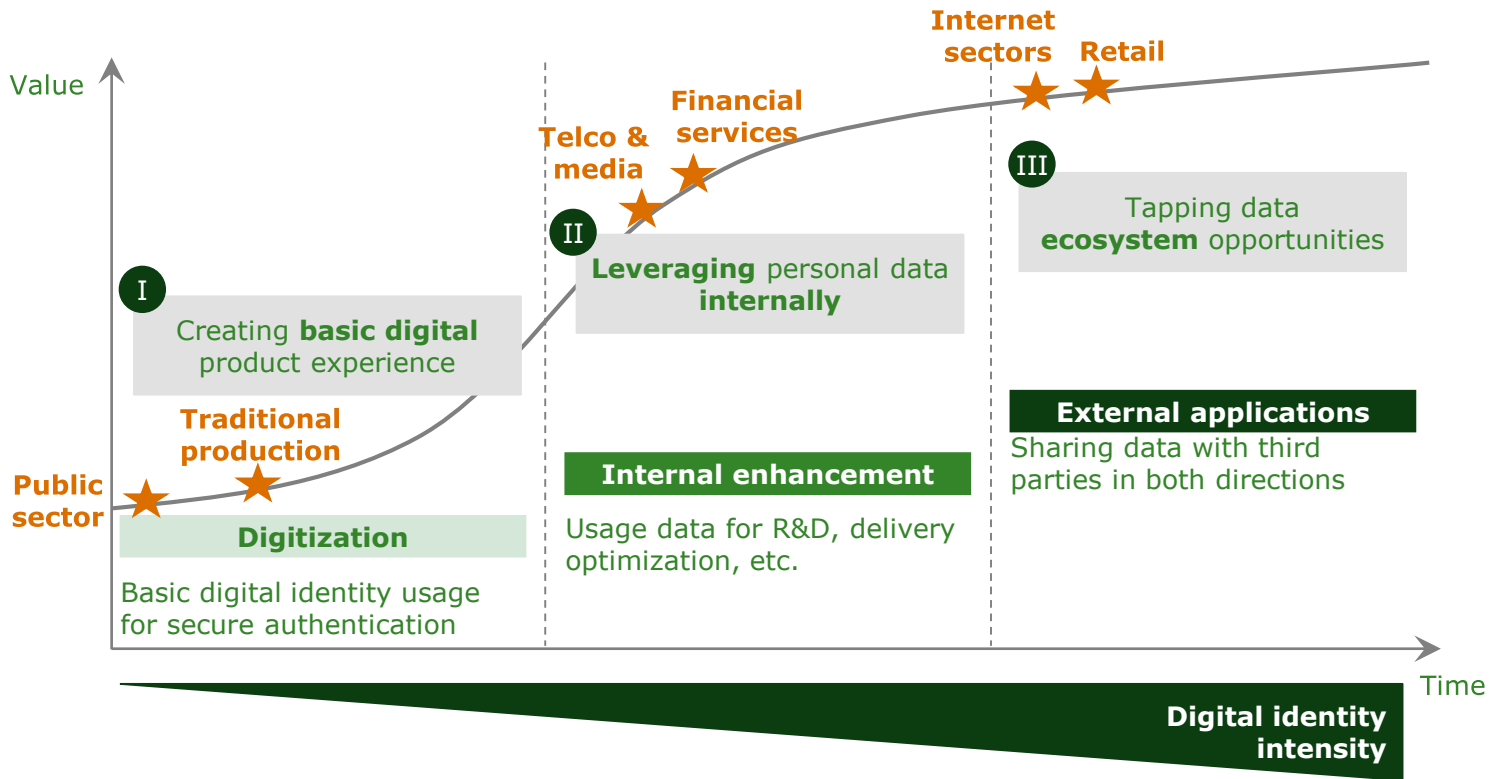 Value
Internet
sectors
Retail
Financial
services
Telco &
media
I
Creating basic digital
product experience
II
Leveraging personal data
internally
III
Tapping data
ecosystem opportunities
Traditional
production
Public
sector
Digitization
Basic digital identity usage
for secure authentication
Internal enhancement
Usage data for R&D, delivery
optimization, etc.
External applications
Sharing data with third
parties in both directions
Time
Digital identity
intensity